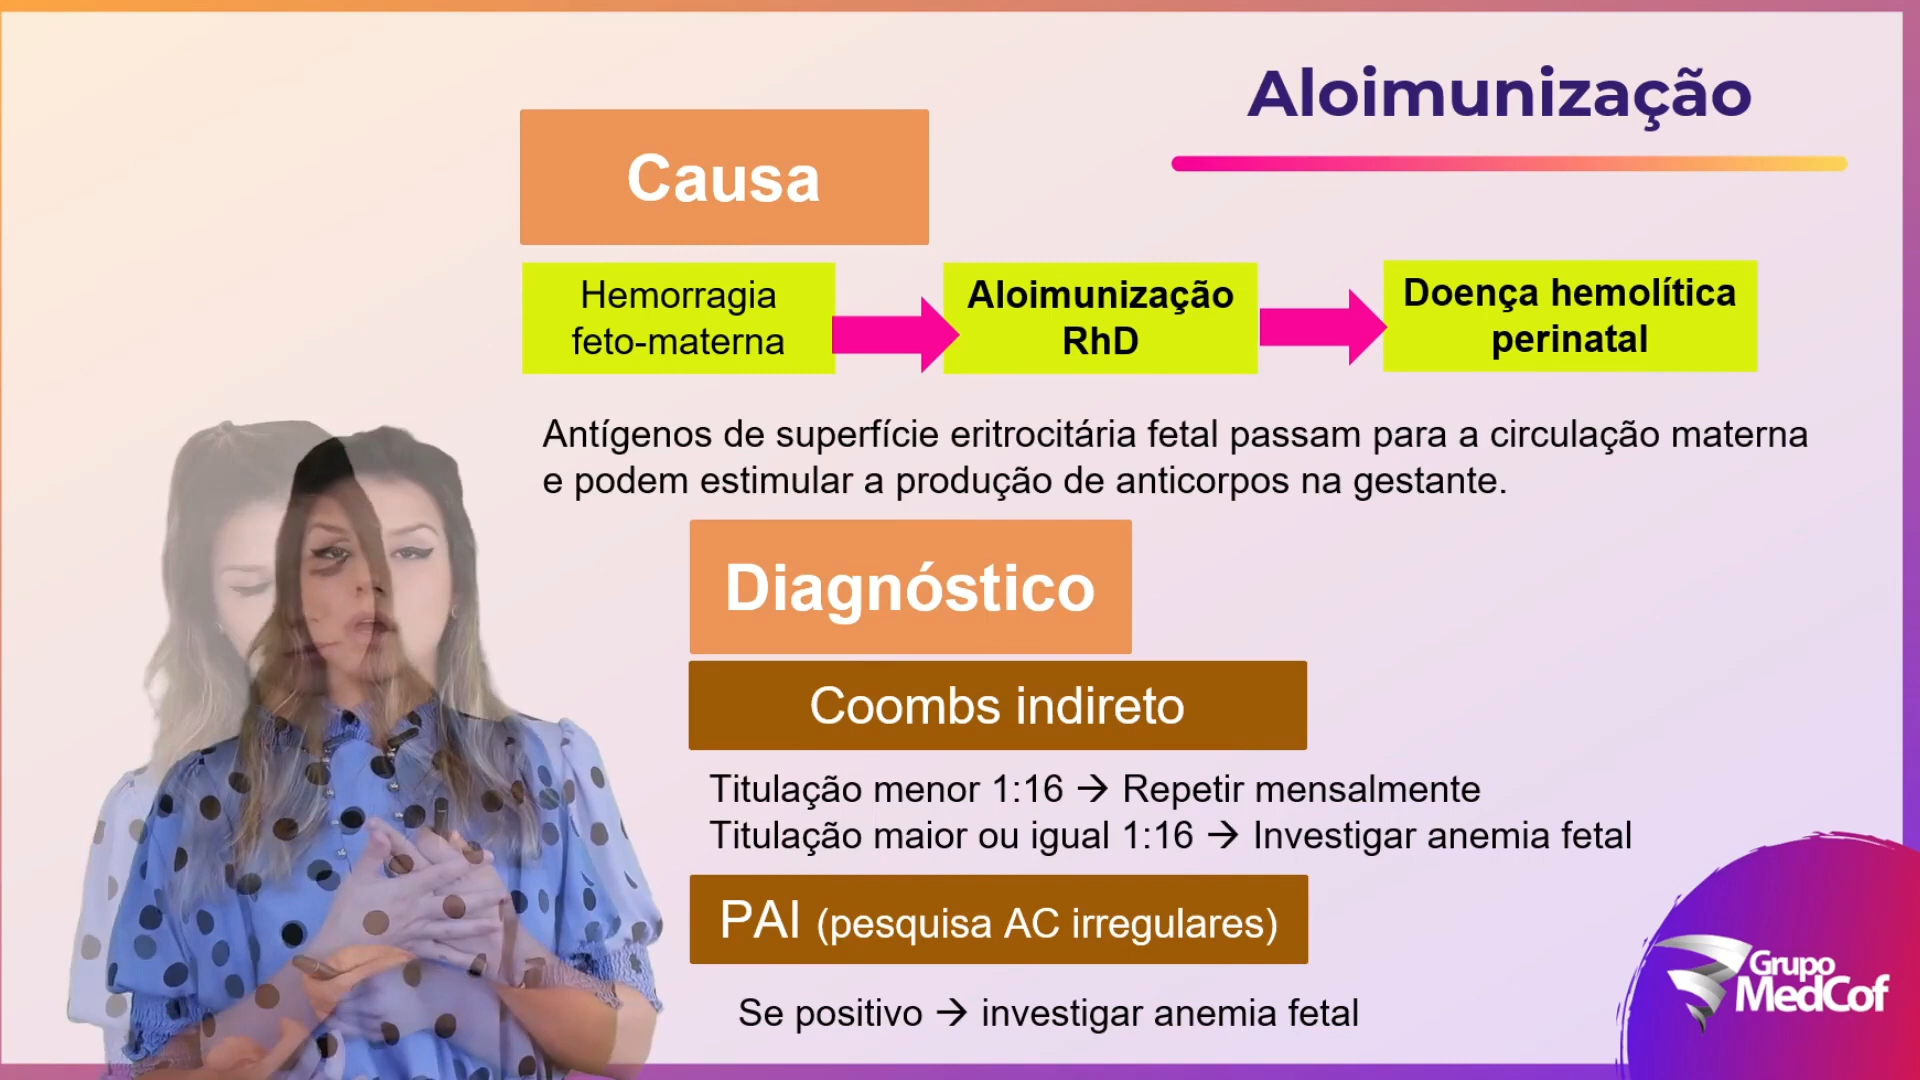 Aloimunização
Causa
Hemorragia
feto-materna
Aloimunização
RhD
Doença hemolítica
perinatal
Antígenos de superfície eritrocitária fetal passam para a circulação materna
e podem estimular a produção de anticorpos na gestante.
Diagnóstico
Coombs indireto
Titulação menor 1:16 → Repetir mensalmente
Titulação maior ou igual 1:16 → Investigar anemia fetal
PAI (pesquisa AC irregulares)
Se positivo → investigar anemia fetal
Grupo
MedCof